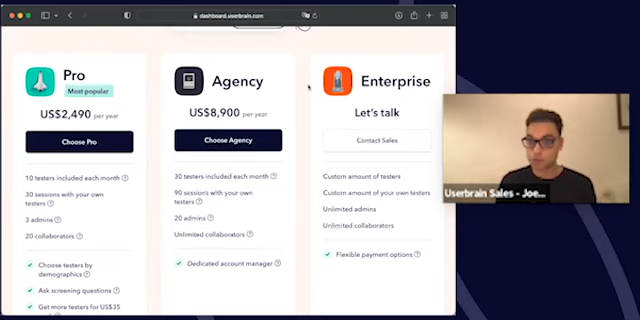 dashboard.userbrain.com
Pro
Most popular
US$2,490 per year
Choose Pro
10 testers included each month
30 sessions with your own
testers
3 admins
20 collaborators
Choose testers by
demographics
Ask screening questions
Get more testers for US$35
Agency
US$8,900 per year
Choose Agency
30 testers included each month
90 sessions with your own
testers
20 admins
Unlimited collaborators
Dedicated account manager
Enterprise
Let's talk
Contact Sales
Custom amount of testers
Custom amount of your own testers
Unlimited admins
Unlimited collaborators
Flexible payment options
Userbrain Sales - Joe...